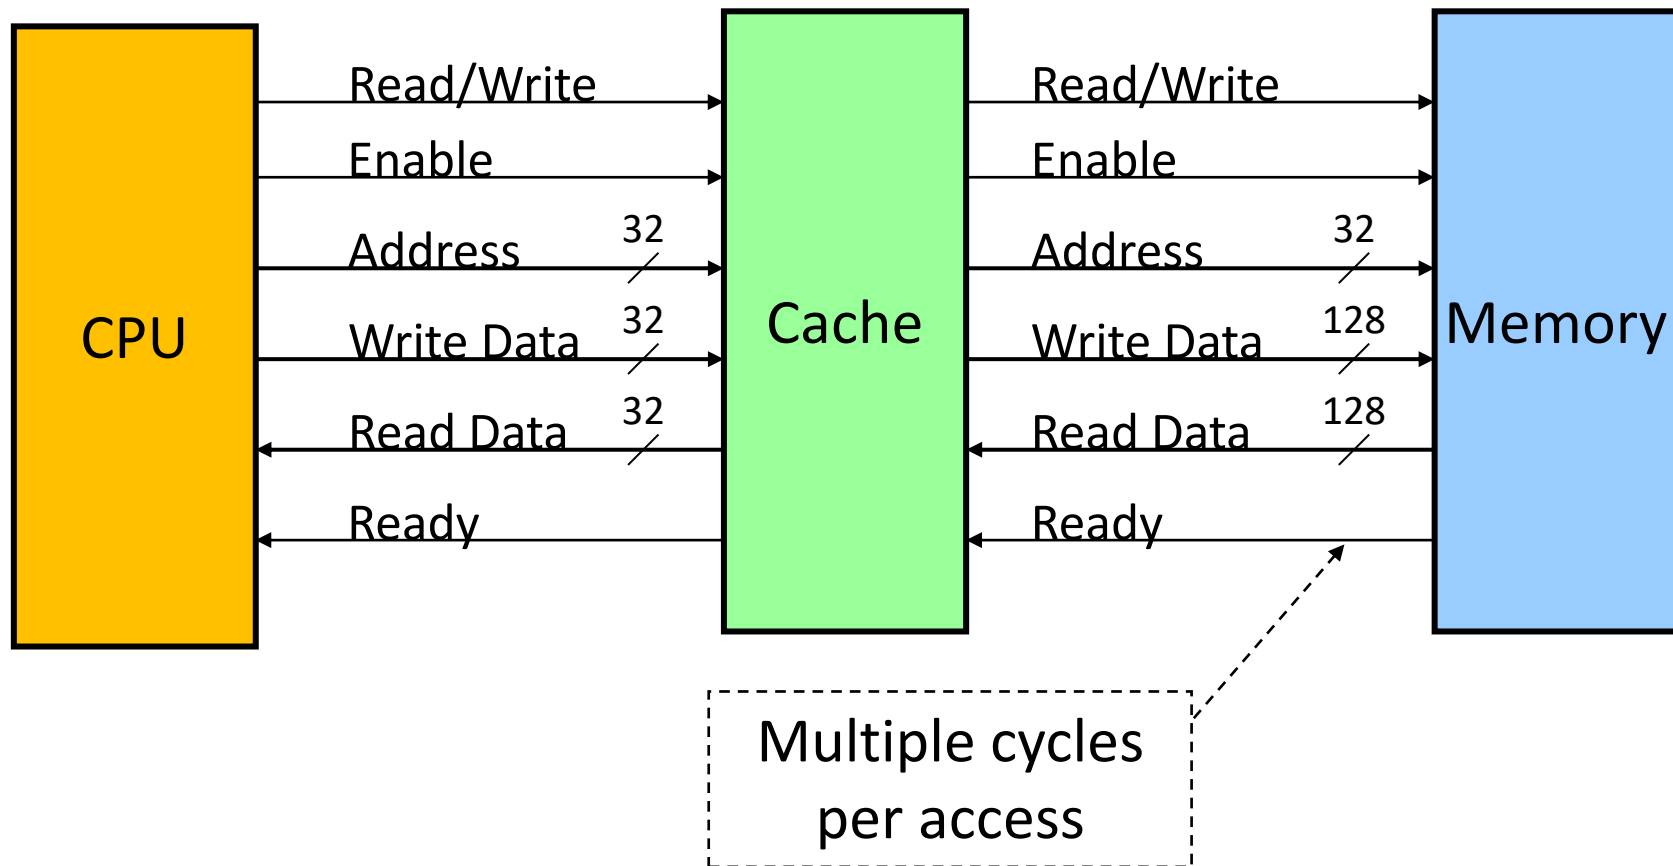 CPU
Read/Write
Enable
Address 32
Write Data 32
Read Data 32
Ready
Cache
Read/Write
Enable
Address 32
Write Data 128
Read Data 128
Ready
Memory
Multiple cycles
per access